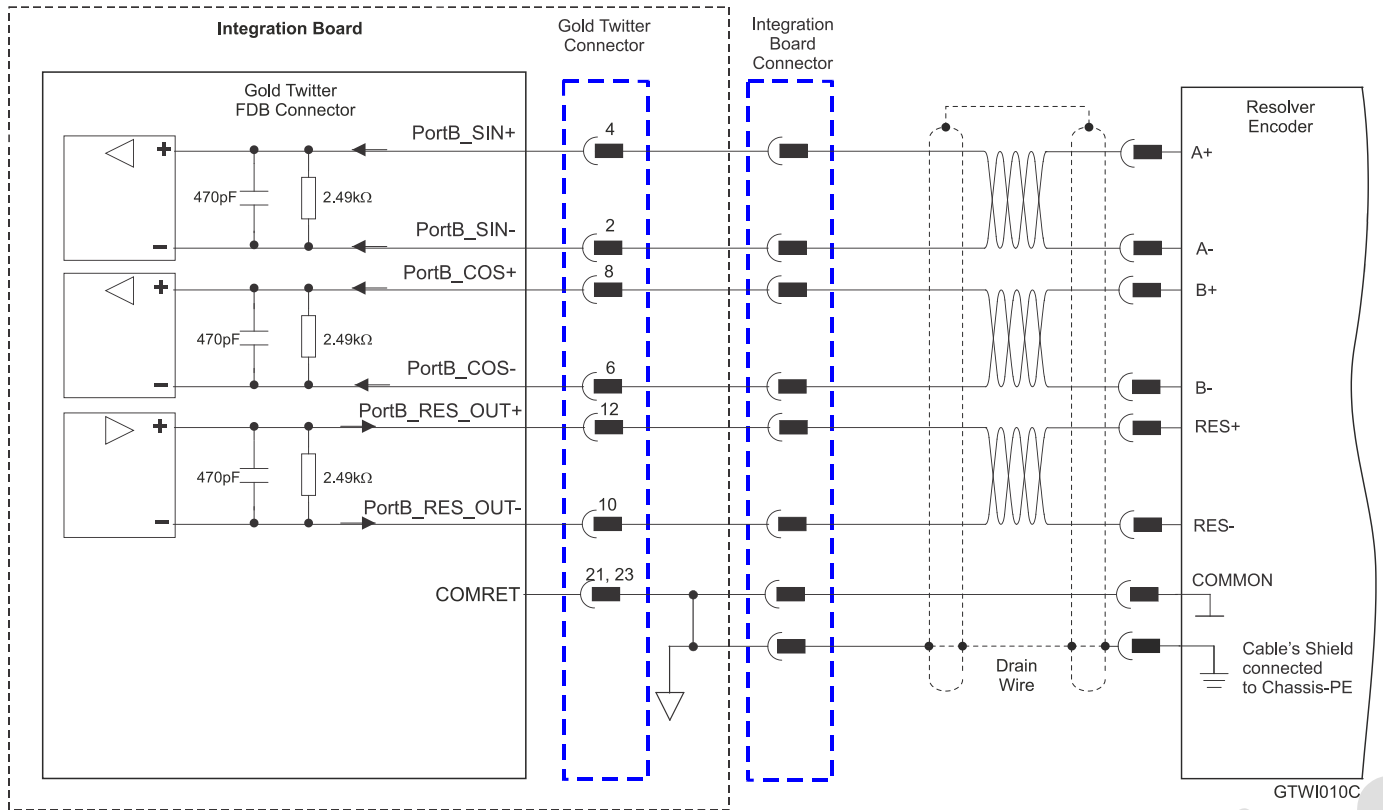 Integration Board
Gold Twitter
Connector
Integration
Board
Connector
Gold Twitter
FDB Connector
Resolver
Encoder
PortB_SIN+
4
A+
+
470pF
2.49kΩ
PortB_SIN-
2
A-
−
PortB_COS+
8
B+
+
470pF
2.49kΩ
PortB_COS-
6
B-
−
PortB_RES_OUT+
12
RES+
+
470pF
2.49kΩ
PortB_RES_OUT-
10
RES-
−
COMRET
21, 23
COMMON
Drain
Wire
Cable's Shield
connected
to Chassis-PE
GTWI010C